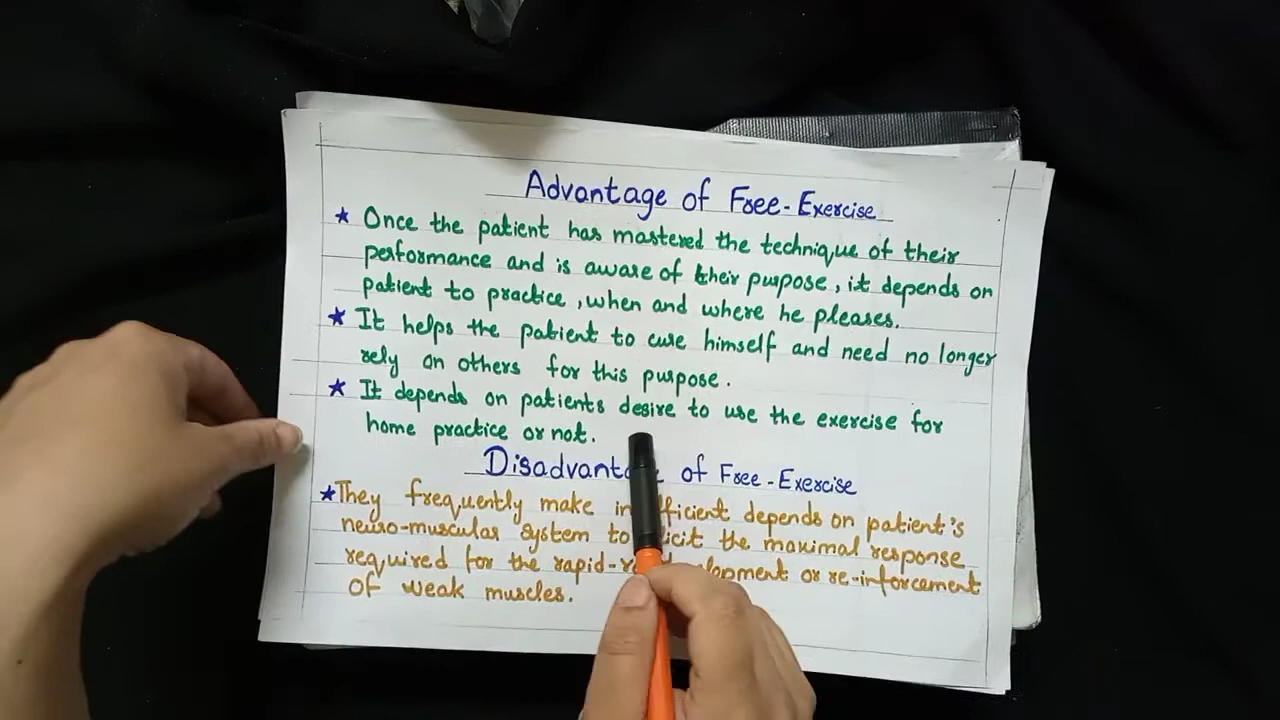 Advantage of Free-Exercise
★ Once the patient has mastered the technique of their
performance and is aware of their purpose, it depends on
patient to practice, when and where he pleases.
★ It helps the patient to cure himself and need no longer
rely on others for this purpose.
★ It depends on patients desire to use the exercise for
home practice or not.
of Free-Exercise
★They frequently make depends on patient's
neuro-muscular system to the maximal response
required for the or re-inforcement
of weak muscles.